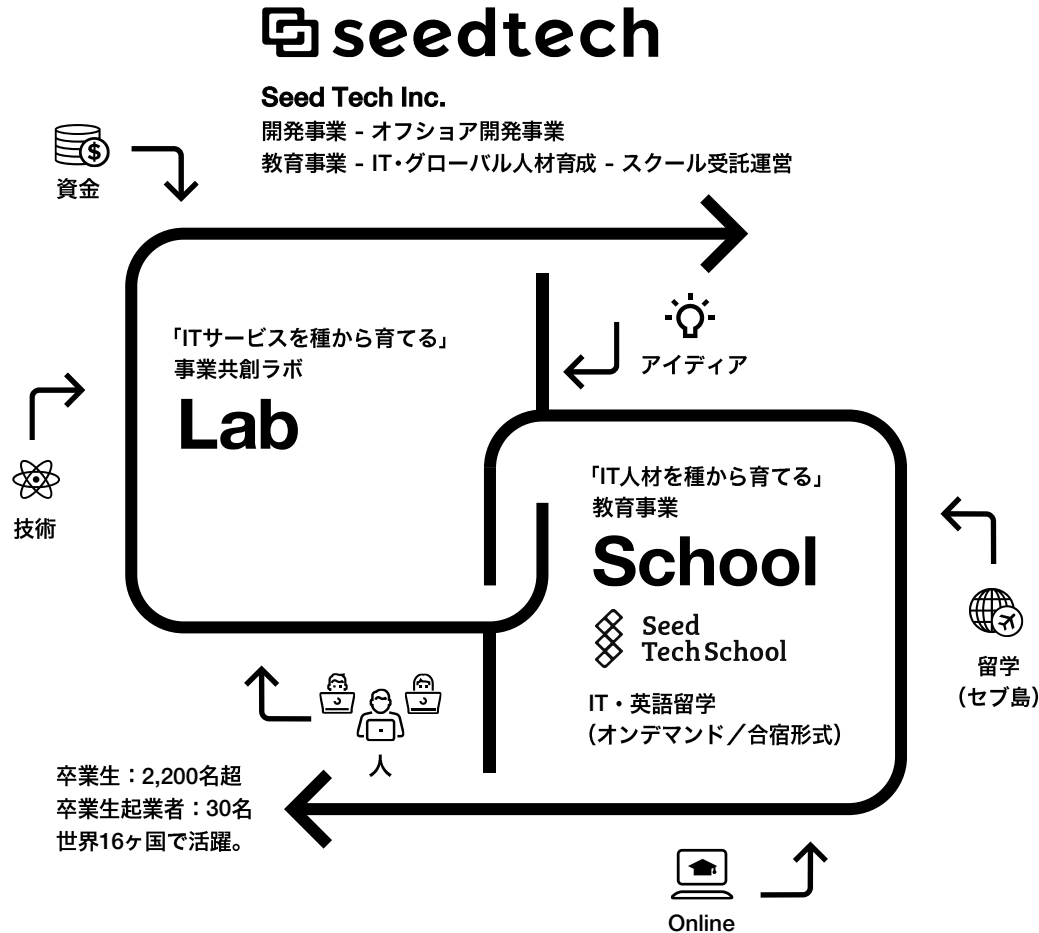 seedtech
Seed Tech Inc.
開発事業 - オフショア開発事業
教育事業 - IT･グローバル人材育成 - スクール受託運営
資金
「ITサービスを種から育てる」
事業共創ラボ
Lab
アイディア
技術
「IT人材を種から育てる」
教育事業
School
Seed
Tech School
IT・英語留学
（オンデマンド／合宿形式）
留学
（セブ島）
人
卒業生：2,200名超
卒業生起業者：30名
世界16ヶ国で活躍。
Online